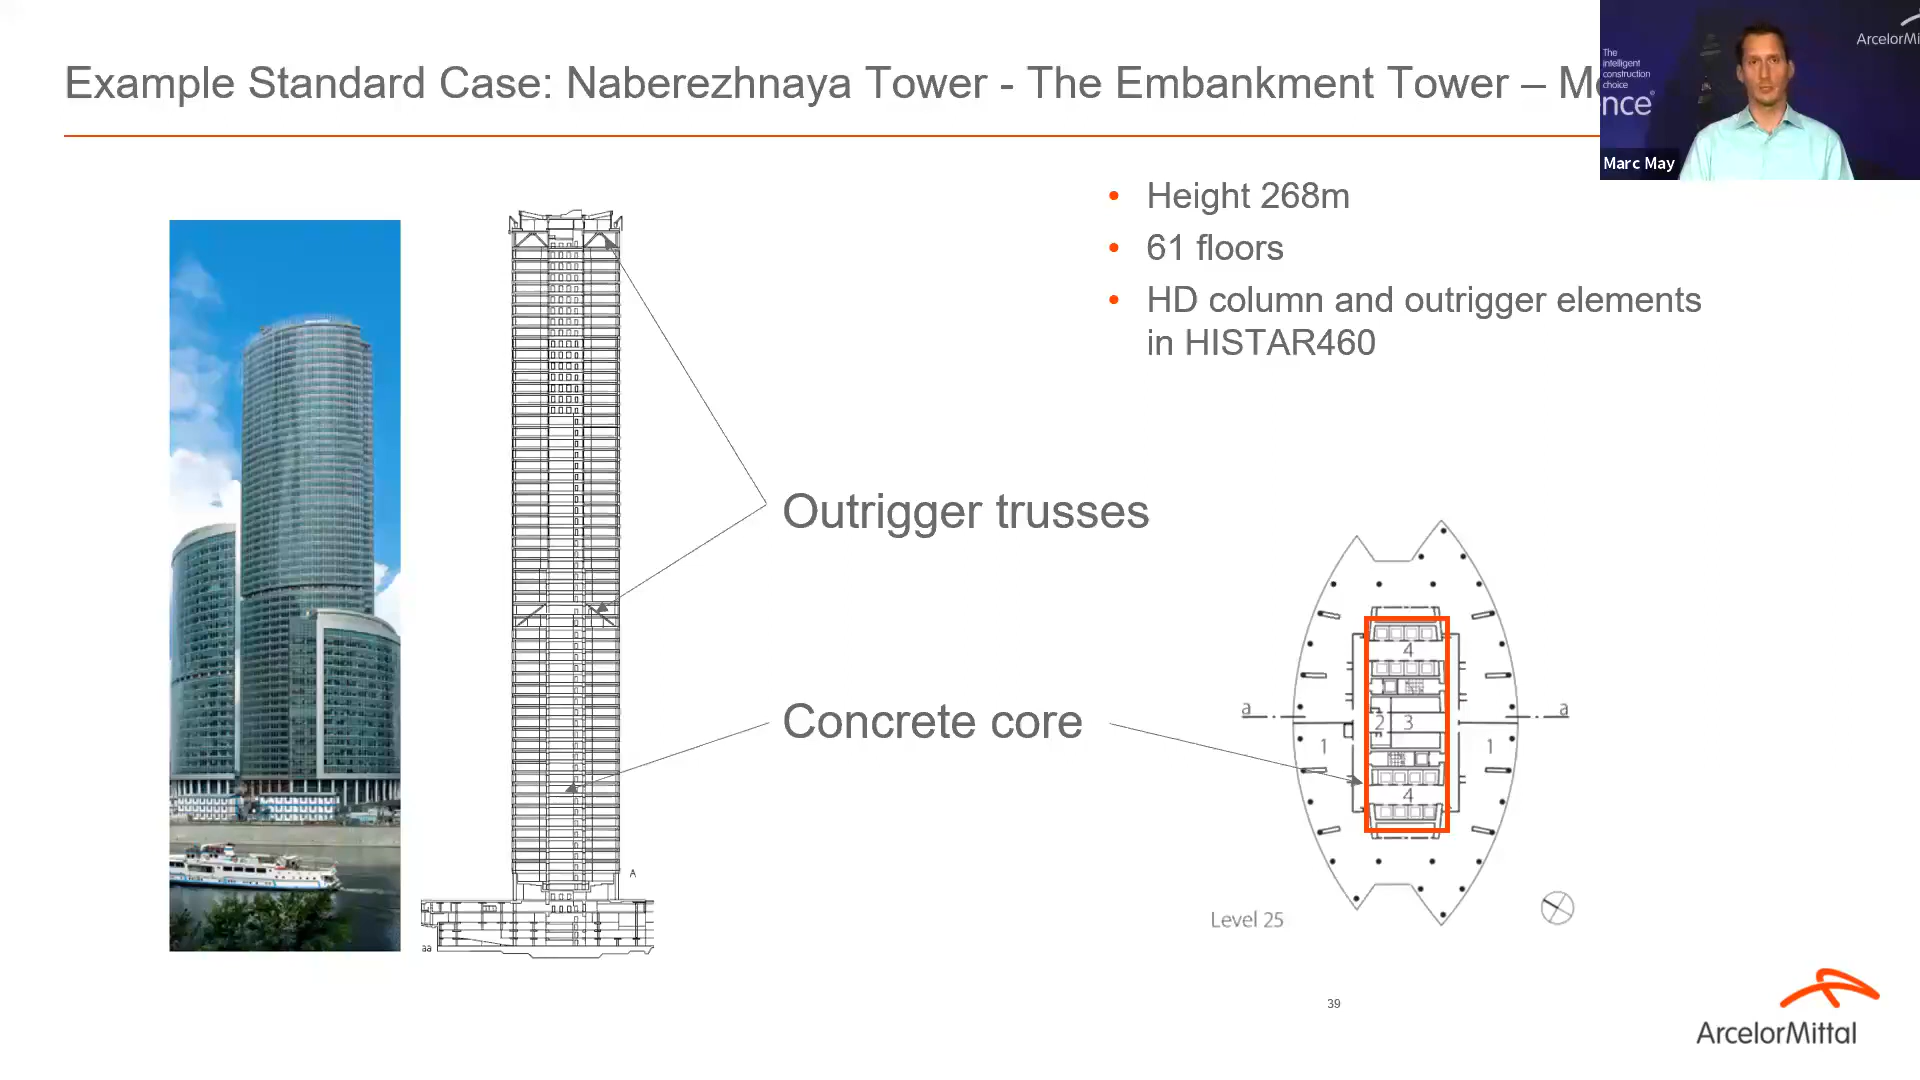 Example Standard Case: Naberezhnaya Tower - The Embankment Tower –
ArcelorMi
The
intelligent
construction
choice
nce®
Marc May
• Height 268m
• 61 floors
• HD column and outrigger elements
in HISTAR460
Outrigger trusses
Concrete core
A
aa
4
a
2 3
a
1
1
4
Level 25
39
ArcelorMittal